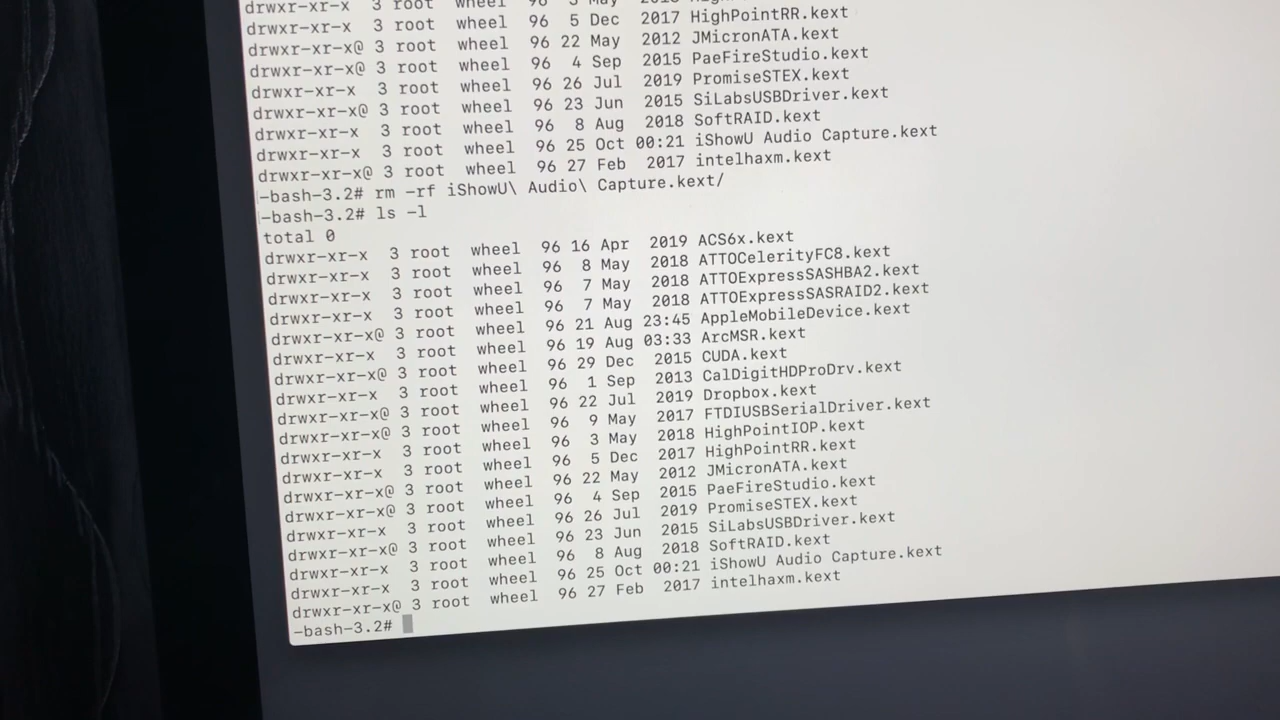 drwxr-xr-x 3 root wheel 96 3 May
drwxr-xr-x 3 root wheel 96 5 Dec 2017 HighPointRR.kext
drwxr-xr-x@ 3 root wheel 96 22 May 2012 JMicronATA.kext
drwxr-xr-x@ 3 root wheel 96 4 Sep 2015 PaeFireStudio.kext
drwxr-xr-x 3 root wheel 96 26 Jul 2019 PromiseSTEX.kext
drwxr-xr-x@ 3 root wheel 96 23 Jun 2015 SiLabsUSBDriver.kext
drwxr-xr-x 3 root wheel 96 8 Aug 2018 SoftRAID.kext
drwxr-xr-x 3 root wheel 96 25 Oct 00:21 iShowU Audio Capture.kext
drwxr-xr-x@ 3 root wheel 96 27 Feb 2017 intelhaxm.kext
-bash-3.2# rm -rf iShowU\ Audio\ Capture.kext/
-bash-3.2# ls -l
total 0
drwxr-xr-x 3 root wheel 96 16 Apr 2019 ACS6x.kext
drwxr-xr-x 3 root wheel 96 8 May 2018 ATTOCelerityFC8.kext
drwxr-xr-x 3 root wheel 96 7 May 2018 ATTOExpressSASHBA2.kext
drwxr-xr-x 3 root wheel 96 7 May 2018 ATTOExpressSASRAID2.kext
drwxr-xr-x@ 3 root wheel 96 21 Aug 23:45 AppleMobileDevice.kext
drwxr-xr-x 3 root wheel 96 19 Aug 03:33 ArcMSR.kext
drwxr-xr-x@ 3 root wheel 96 29 Dec 2015 CUDA.kext
drwxr-xr-x 3 root wheel 96 1 Sep 2013 CalDigitHDProDrv.kext
drwxr-xr-x@ 3 root wheel 96 22 Jul 2019 Dropbox.kext
drwxr-xr-x 3 root wheel 96 9 May 2017 FTDIUSBSerialDriver.kext
drwxr-xr-x 3 root wheel 96 3 May 2018 HighPointIOP.kext
drwxr-xr-x 3 root wheel 96 5 Dec 2017 HighPointRR.kext
drwxr-xr-x@ 3 root wheel 96 22 May 2012 JMicronATA.kext
drwxr-xr-x@ 3 root wheel 96 4 Sep 2015 PaeFireStudio.kext
drwxr-xr-x 3 root wheel 96 26 Jul 2019 PromiseSTEX.kext
drwxr-xr-x@ 3 root wheel 96 23 Jun 2015 SiLabsUSBDriver.kext
drwxr-xr-x 3 root wheel 96 8 Aug 2018 SoftRAID.kext
drwxr-xr-x 3 root wheel 96 25 Oct 00:21 iShowU Audio Capture.kext
drwxr-xr-x@ 3 root wheel 96 27 Feb 2017 intelhaxm.kext
-bash-3.2#